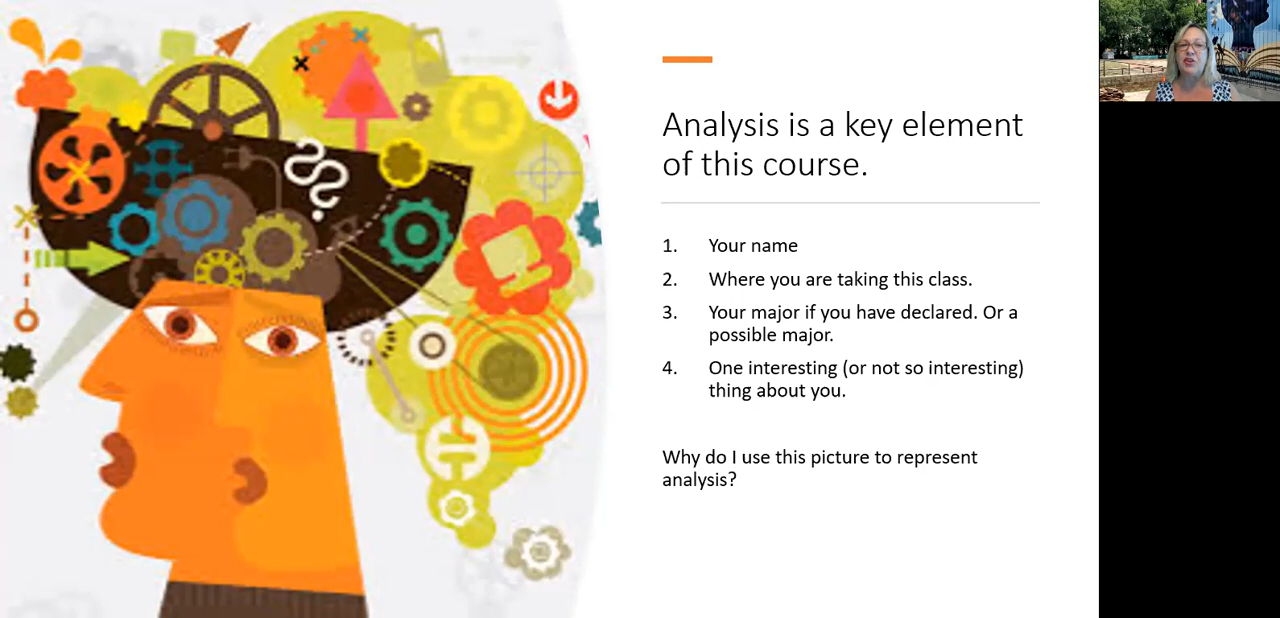 Analysis is a key element
of this course.
1. Your name
2. Where you are taking this class.
3. Your major if you have declared. Or a
possible major.
4. One interesting (or not so interesting)
thing about you.
Why do I use this picture to represent
analysis?